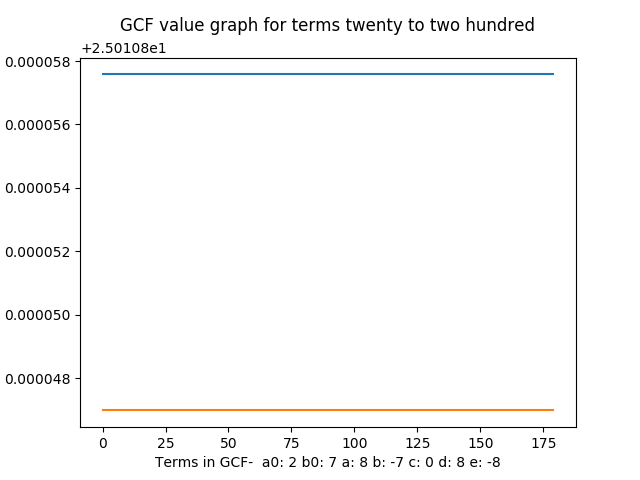 GCF value graph for terms twenty to two hundred
+2.50108e1
0.000058
0.000056
0.000054
0.000052
0.000050
0.000048
0 25 50 75 100 125 150 175
Terms in GCF-  a0: 2 b0: 7 a: 8 b: -7 c: 0 d: 8 e: -8